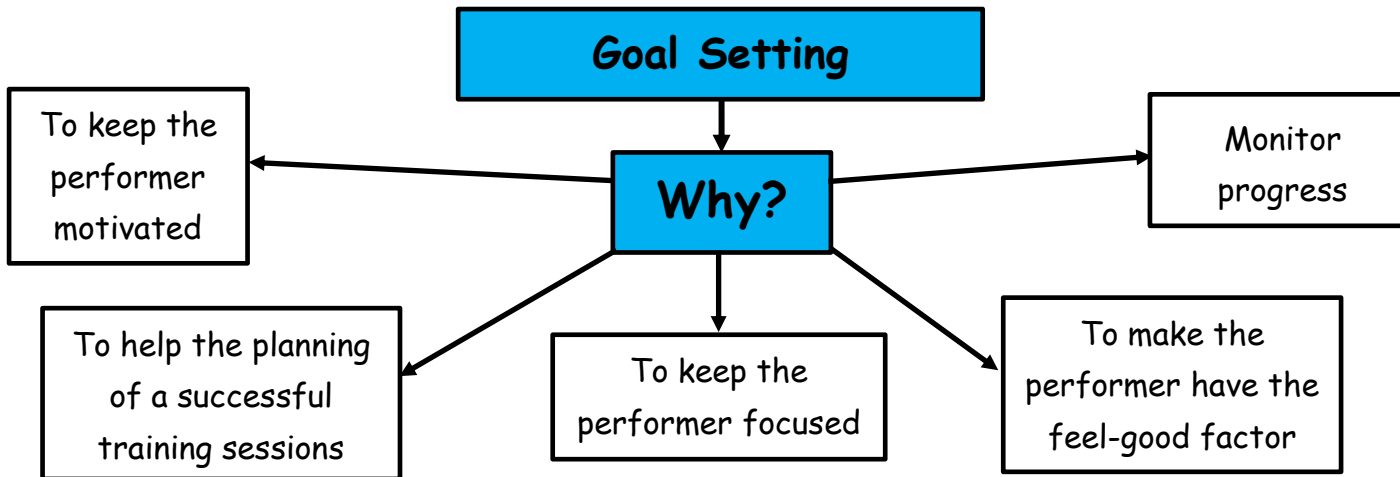 Goal Setting
Why?
To keep the
performer
motivated
Monitor
progress
To help the planning
of a successful
training sessions
To keep the
performer focused
To make the
performer have the
feel-good factor